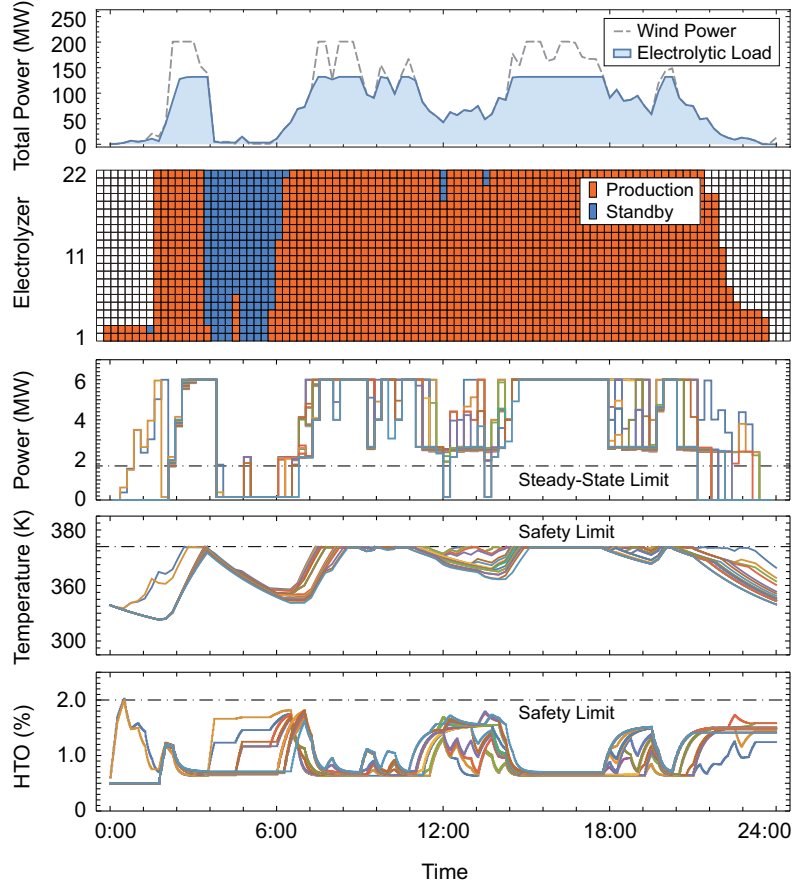 Total Power (MW)
250
200
150
100
50
0
Wind Power
Electrolytic Load
Electrolyzer
22
11
1
Production
Standby
Power (MW)
6
4
2
0
Steady-State Limit
Temperature (K)
380
360
300
Safety Limit
HTO (%)
2.0
1.0
0
Safety Limit
0:00 6:00 12:00 18:00 24:00
Time